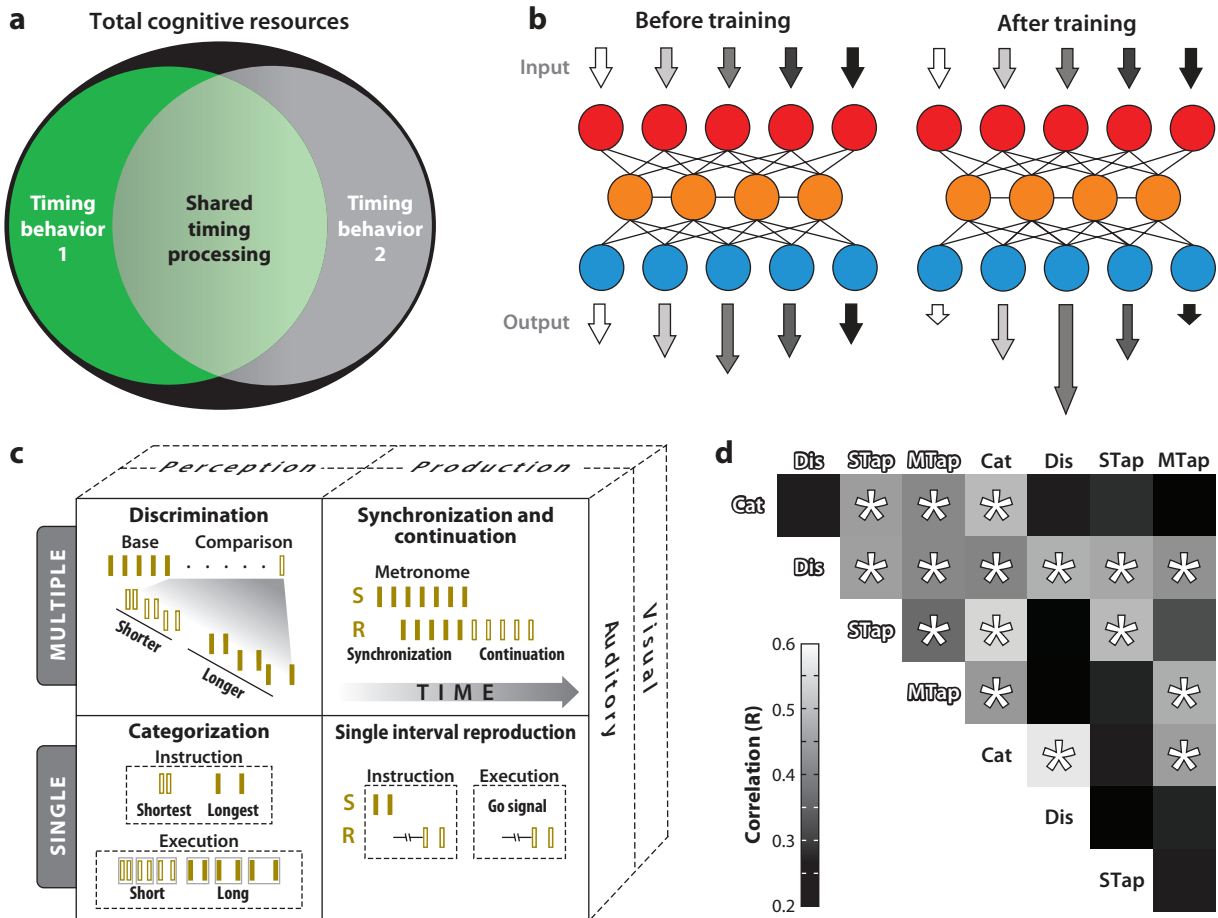 a
Total cognitive resources
Timing
behavior
1
Shared
timing
processing
Timing
behavior
2
b
Before training
After training
Input
Output
c
Perception
Production
MULTIPLE
SINGLE
Auditory
Visual
Discrimination
Base
Comparison
Shorter
Longer
Synchronization and
continuation
Metronome
S
R
Synchronization
Continuation
TIME
Categorization
Instruction
Shortest
Longest
Execution
Short
Long
Single interval reproduction
Instruction
Execution
S
Go signal
R
d
Dis STap MTap Cat Dis STap MTap
Cat
Dis
STap
MTap
Cat
Dis
STap
Correlation (R)
0.6
0.5
0.4
0.3
0.2